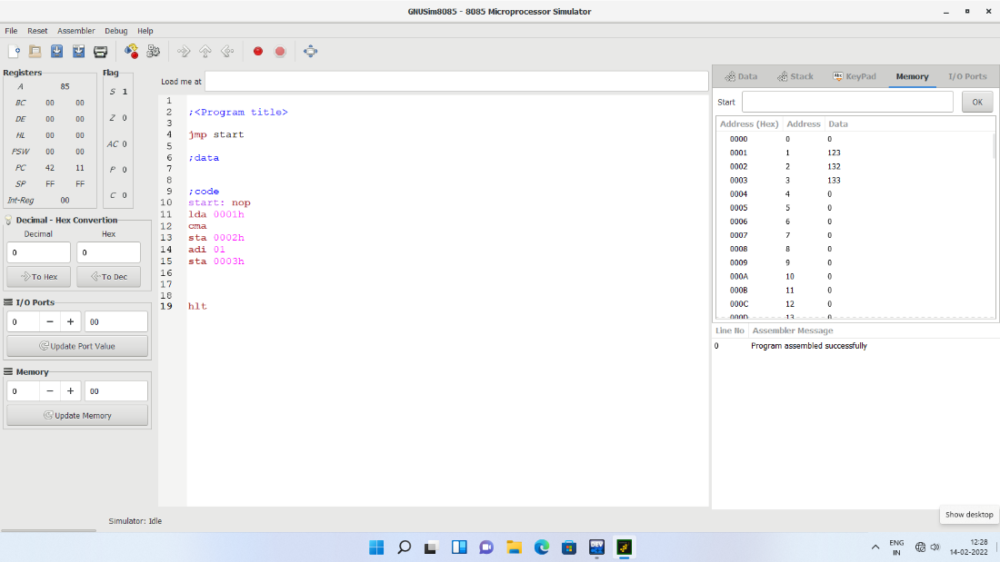 GNUSim8085 - 8085 Microprocessor Simulator
File Reset Assembler Debug Help
Registers
A 85
BC 00 00
DE 00 00
HL 00 00
PSW 00 00
PC 42 11
SP FF FF
Int-Reg 00
Flag
S 1
Z 0
AC 0
P 0
C 0
Decimal - Hex Convertion
Decimal Hex
0 0
To Hex To Dec
I/O Ports
0 − + 00
Update Port Value
Memory
0 − + 00
Update Memory
Load me at
1
2 ;<Program title>
3
4 jmp start
5
6 ;data
7
8
9 ;code
10 start: nop
11 lda 0001h
12 cma
13 sta 0002h
14 adi 01
15 sta 0003h
16
17
18
19 hlt
Data Stack Abc KeyPad Memory I/O Ports
Start OK
Address (Hex) Address Data
0000 0 0
0001 1 123
0002 2 132
0003 3 133
0004 4 0
0005 5 0
0006 6 0
0007 7 0
0008 8 0
0009 9 0
000A 10 0
000B 11 0
000C 12 0
000D 13 0
Line No Assembler Message
0 Program assembled successfully
Simulator: Idle
Show desktop
DEV
ENG
IN
12:28
14-02-2022